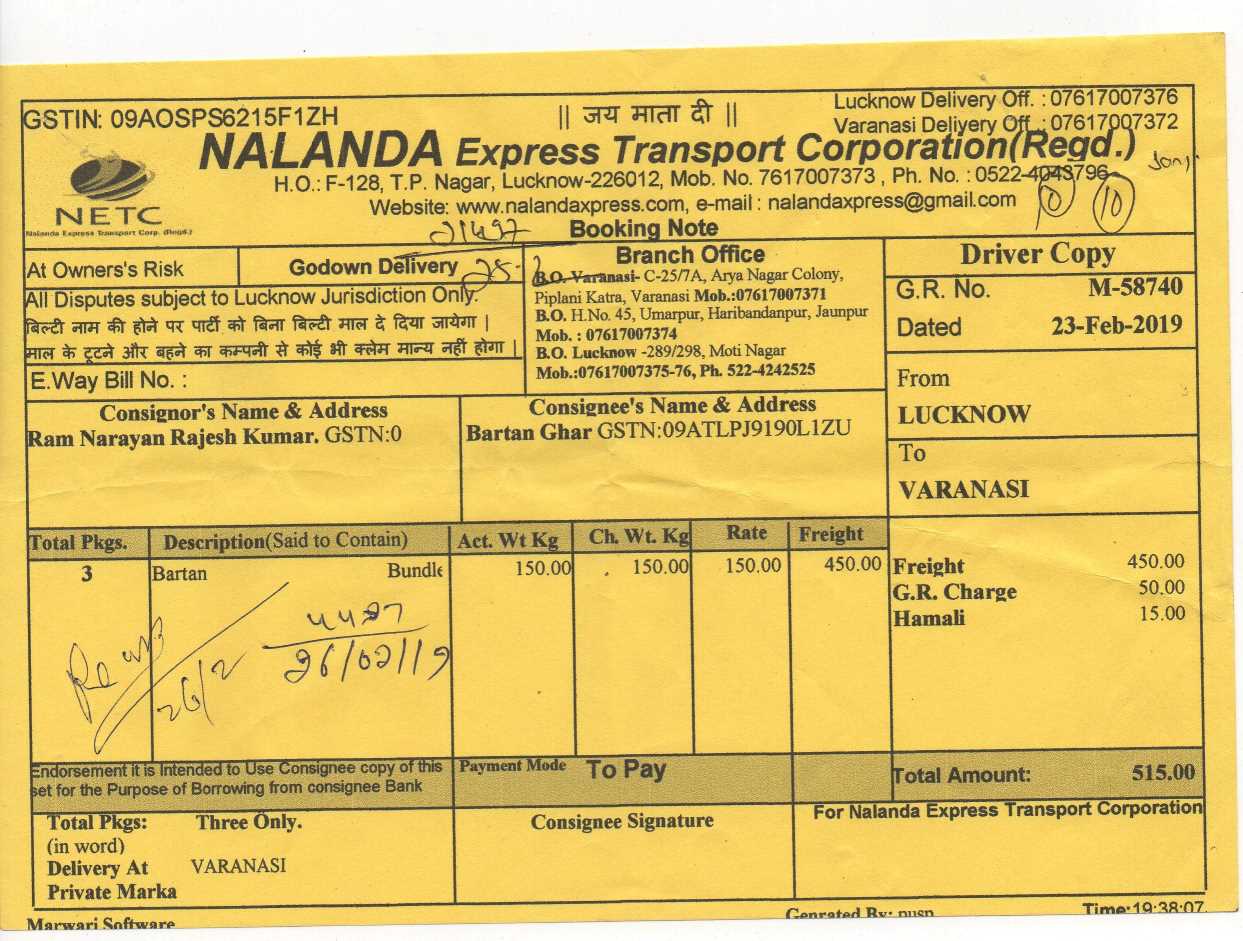 GSTIN: 09AOSPS6215F1ZH
|| जय माता दी ||
Lucknow Delivery Off. : 07617007376
Varanasi Deliyery Off. : 07617007372
NALANDA Express Transport Corporation(Regd.)
H.O.: F-128, T.P. Nagar, Lucknow-226012, Mob. No. 7617007373 , Ph. No. : 0522-4043796
Website: www.nalandaxpress.com, e-mail : nalandaxpress@gmail.com
NETC
Nalanda Express Transport Corp. (Regd.)
10
Booking Note
At Owners's Risk
Godown Delivery
All Disputes subject to Lucknow Jurisdiction Only.
बिल्टी नाम की होने पर पार्टी को बिना बिल्टी माल दे दिया जायेगा |
माल के टूटने और बहने का कम्पनी से कोई भी क्लेम मान्य नहीं होगा |
E.Way Bill No. :
Branch Office
B.O. Varanasi- C-25/7A, Arya Nagar Colony,
Piplani Katra, Varanasi Mob.:07617007371
B.O. H.No. 45, Umarpur, Haribandanpur, Jaunpur
Mob. : 07617007374
B.O. Lucknow -289/298, Moti Nagar
Mob.:07617007375-76, Ph. 522-4242525
Driver Copy
G.R. No. M-58740
Dated 23-Feb-2019
From
LUCKNOW
To
VARANASI
Consignor's Name & Address
Ram Narayan Rajesh Kumar. GSTN:0
Consignee's Name & Address
Bartan Ghar GSTN:09ATLPJ9190L1ZU
Total Pkgs. Description(Said to Contain) Act. Wt Kg Ch. Wt. Kg Rate Freight
3 Bartan Bundle 150.00 150.00 150.00 450.00
Freight 450.00
G.R. Charge 50.00
Hamali 15.00
26/02/19
26/2
Endorsement it is Intended to Use Consignee copy of this
set for the Purpose of Borrowing from consignee Bank
Payment Mode To Pay
Total Amount: 515.00
Total Pkgs: Three Only.
(in word)
Delivery At VARANASI
Private Marka
Consignee Signature
For Nalanda Express Transport Corporation
Marwari Software
Genrated By: pusp
Time:19:38:07